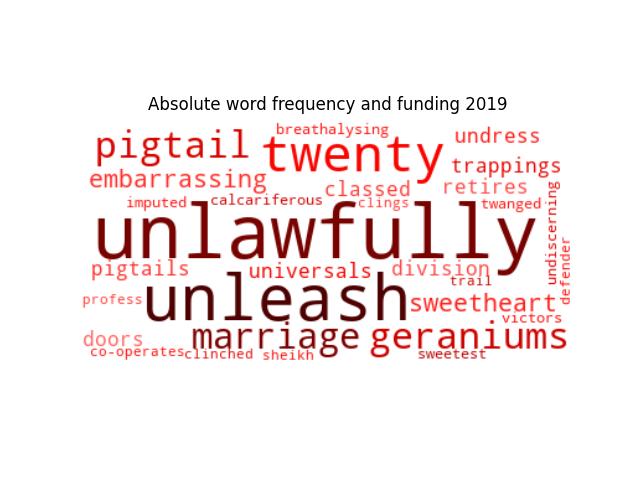 Absolute word frequency and funding 2019
breathalysing
pigtail
twenty
undress
trappings
embarrassing
classed
retires
imputed
calcariferous
clings
twanged
undiscerning
unlawfully
pigtails
universals
division
trail
defender
profess
unleash
sweetheart
victors
doors
marriage
geraniums
co-operates
clinched
sheikh
sweetest